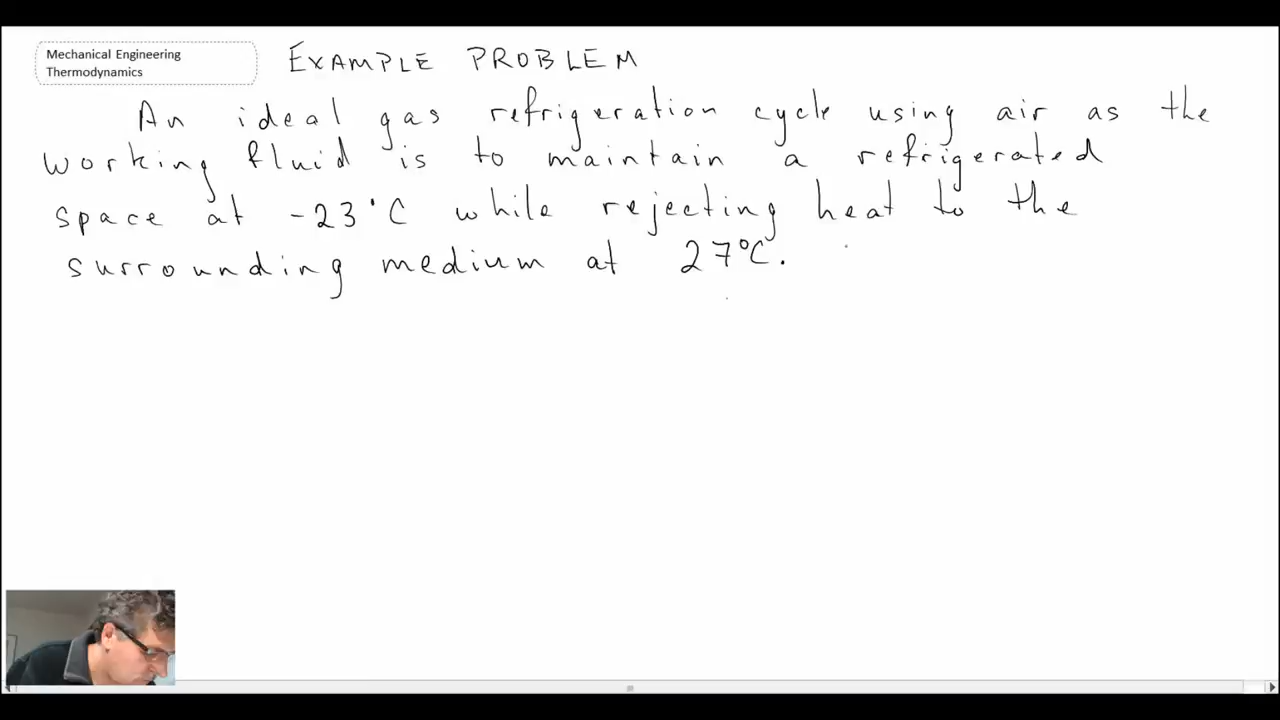 Mechanical Engineering
Thermodynamics
EXAMPLE PROBLEM
An ideal gas refrigeration cycle using air as the
working fluid is to maintain a refrigerated
space at -23°C while rejecting heat to the
surrounding medium at 27°C.